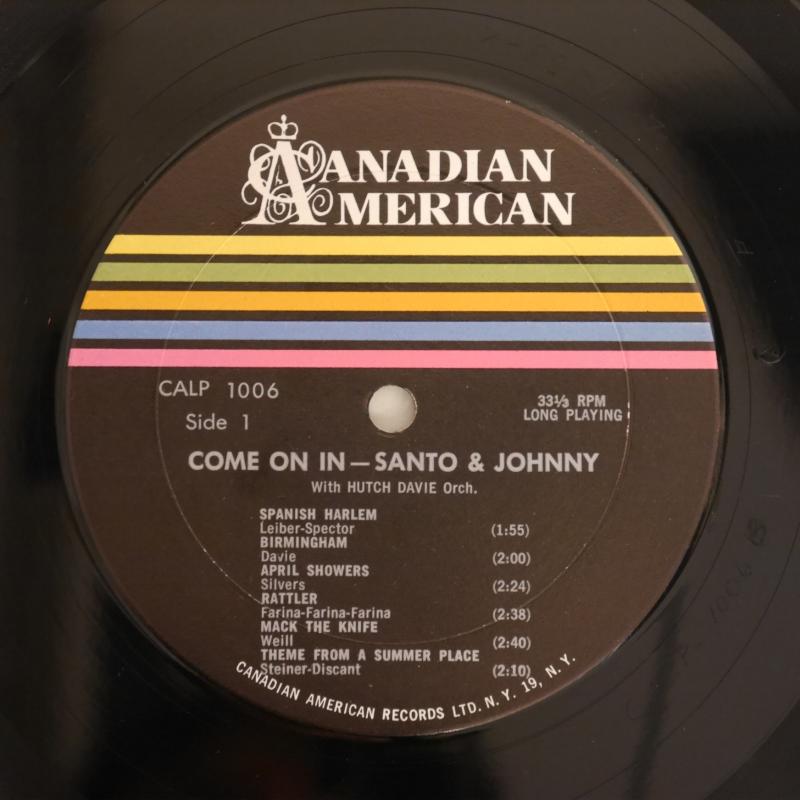 CANADIAN
AMERICAN
CALP 1006
Side 1
33⅓ RPM
LONG PLAYING
COME ON IN — SANTO & JOHNNY
With HUTCH DAVIE Orch.
SPANISH HARLEM
Leiber-Spector (1:55)
BIRMINGHAM
Davie (2:00)
APRIL SHOWERS
Silvers (2:24)
RATTLER
Farina-Farina-Farina (2:38)
MACK THE KNIFE
Weill (2:40)
THEME FROM A SUMMER PLACE
Steiner-Discant (2:10)
CANADIAN AMERICAN RECORDS LTD. N. Y. 19, N. Y.